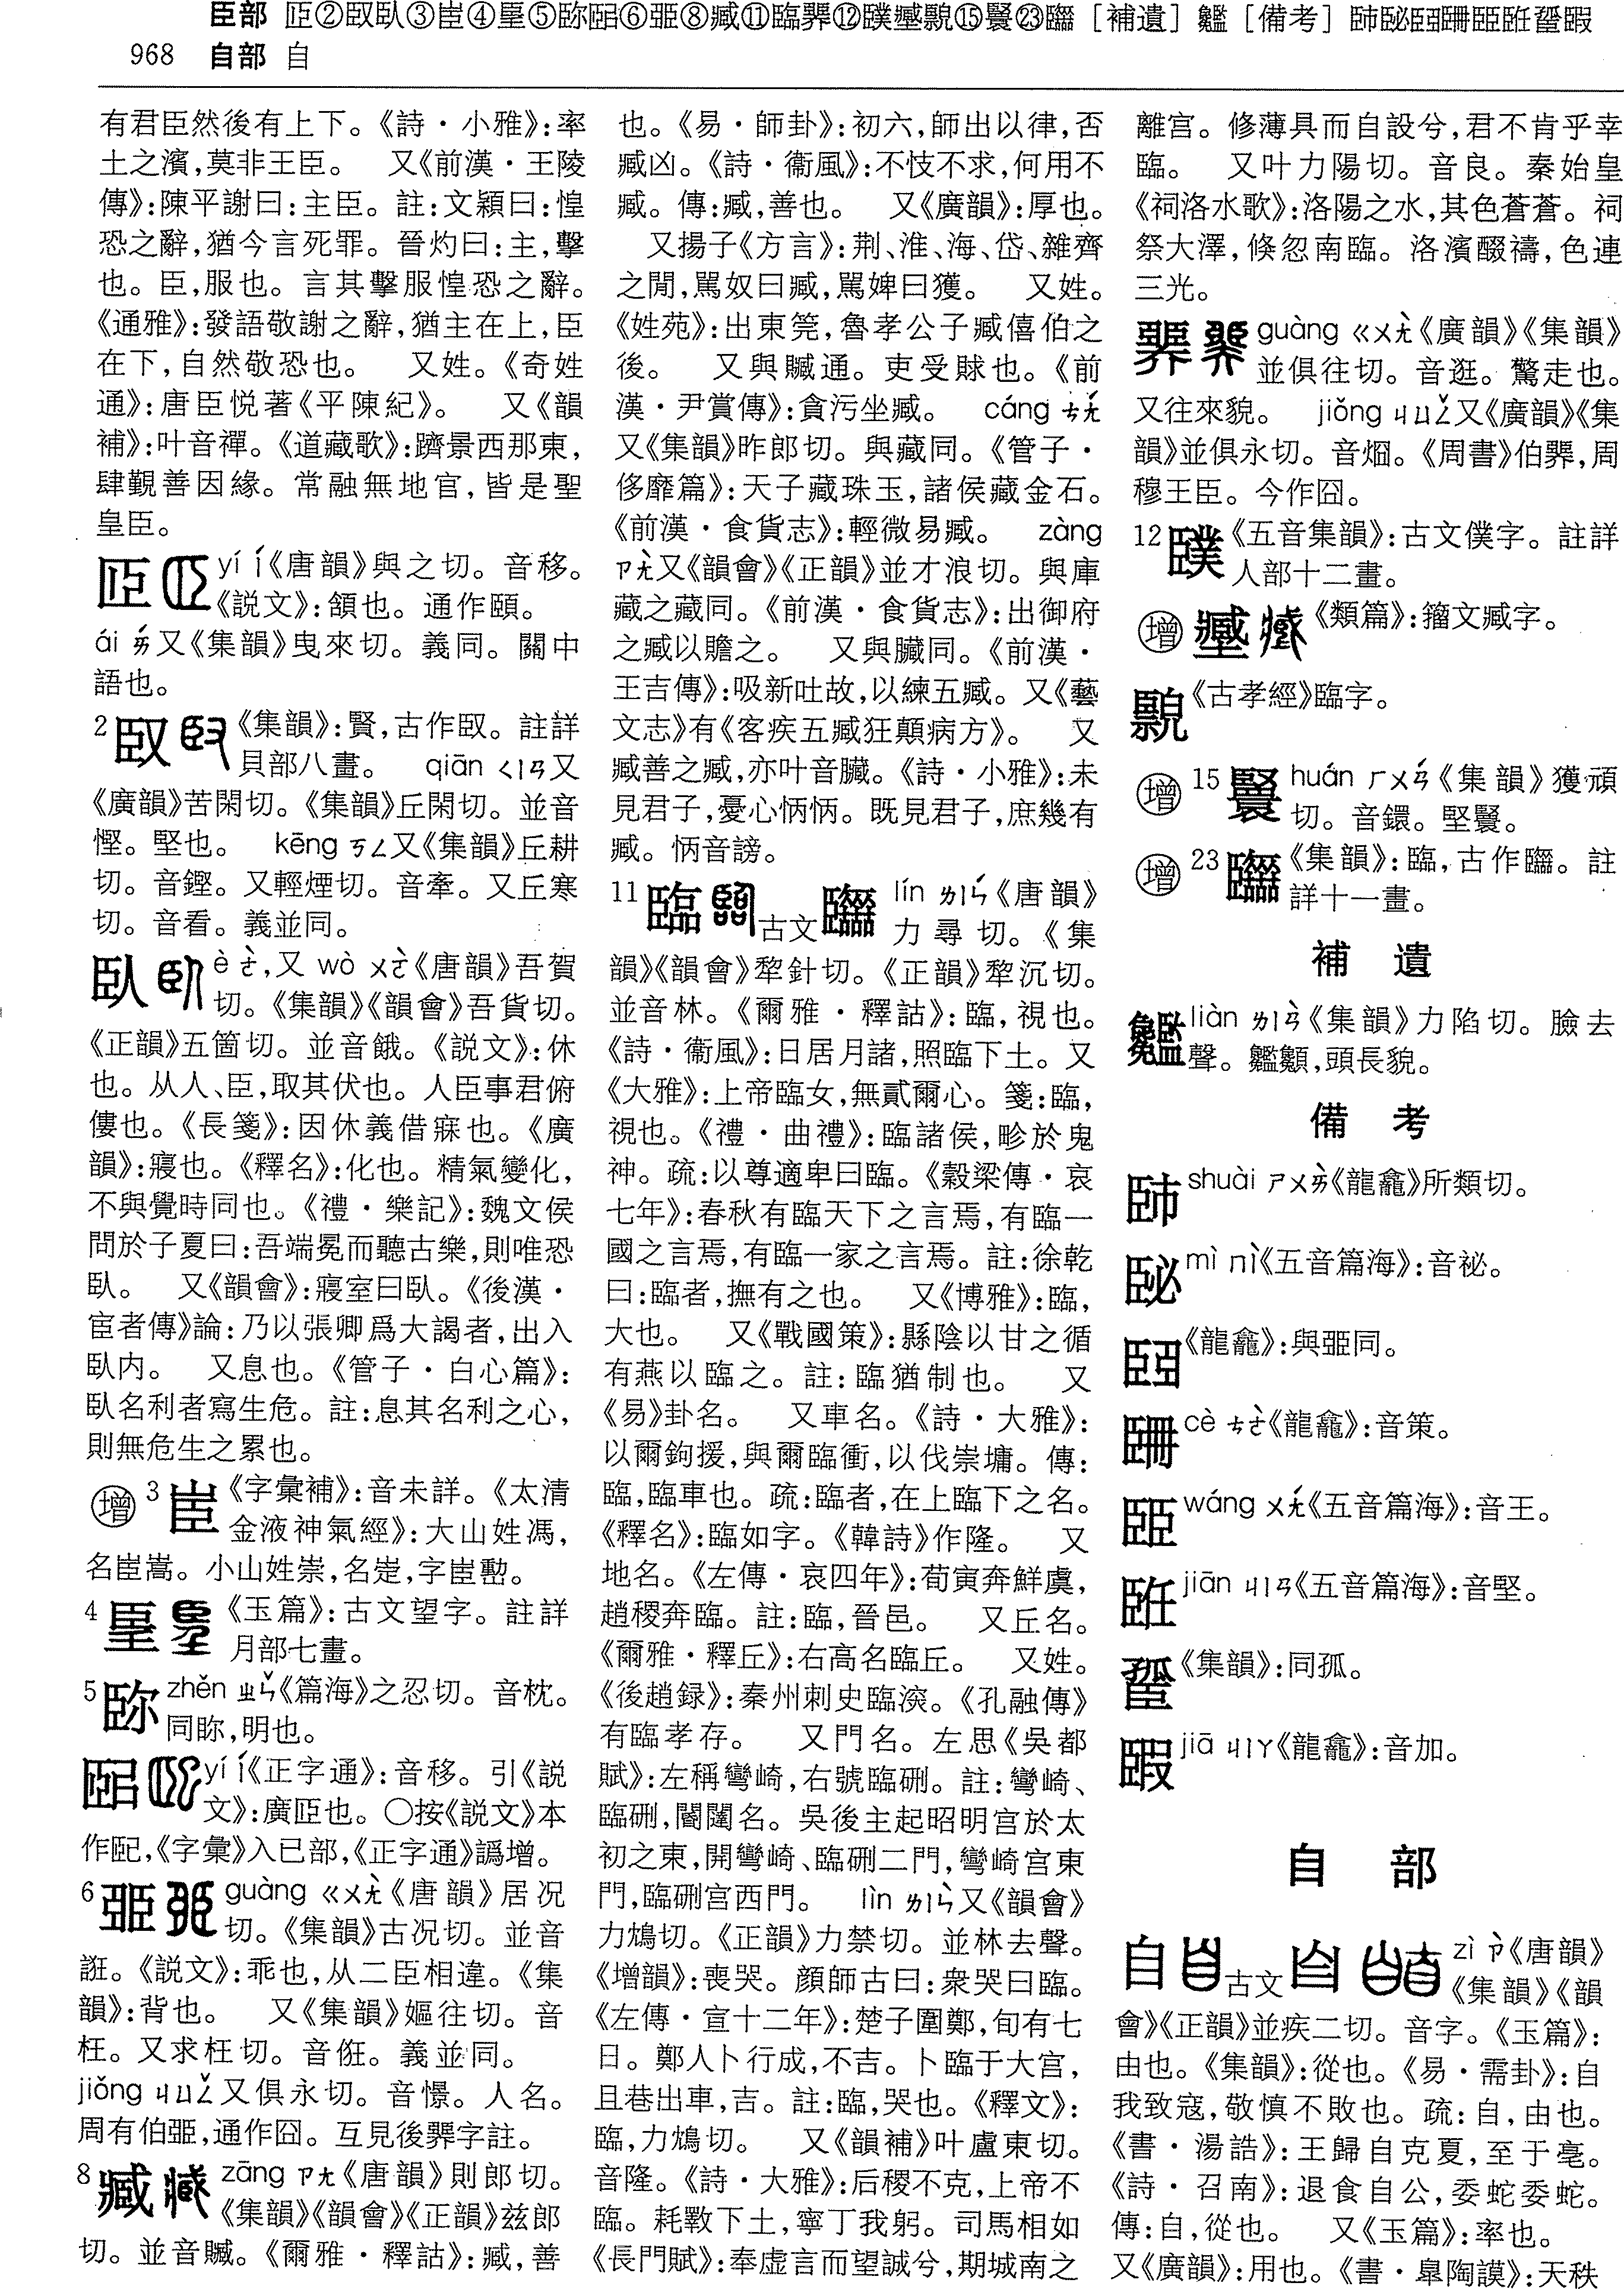 臣部 𦣝②臤臥③𦣠④𦣠⑤⑥𦣩⑧臧⑪臨臩⑫䑑⑮⑳ [補遺] [備考]
968 自部 自
有君臣然後有上下。《詩・小雅》:率
土之濱,莫非王臣。 又《前漢・王陵
傳》:陳平謝曰:主臣。註:文穎曰:惶
恐之辭,猶今言死罪。晉灼曰:主,擊
也。臣,服也。言其擊服惶恐之辭。
《通雅》:發語敬謝之辭,猶主在上,臣
在下,自然敬恐也。 又姓。《奇姓
通》:唐臣悦著《平陳紀》。 又《韻
補》:叶音禪。《道藏歌》:躋景西那東,
肆觀善因緣。常融無地官,皆是聖
皇臣。
𦣝 yí ㄧˊ《唐韻》與之切。音移。
《説文》:頷也。通作頤。
ái ㄞˊ又《集韻》曳來切。義同。關中
語也。
2 臤 《集韻》:賢,古作臤。註詳
貝部八畫。 qiān ㄑㄧㄢ又
《廣韻》苦閑切。《集韻》丘閑切。並音
慳。堅也。 kēng ㄎㄥ又《集韻》丘耕
切。音鏗。又輕煙切。音牽。又丘寒
切。音看。義並同。
臥 è ㄜˋ,又 wò ㄨㄛˋ《唐韻》吾賀
切。《集韻》《韻會》吾貨切。
《正韻》五箇切。並音餓。《説文》:休
也。从人、臣,取其伏也。人臣事君俯
僂也。《長箋》:因休義借寐也。《廣
韻》:寢也。《釋名》:化也。精氣變化,
不與覺時同也。《禮・樂記》:魏文侯
問於子夏曰:吾端冕而聽古樂,則唯恐
臥。 又《韻會》:寢室曰臥。《後漢・
宦者傳》論:乃以張卿爲大謁者,出入
臥内。 又息也。《管子・白心篇》:
臥名利者寫生危。註:息其名利之心,
則無危生之累也。
增 3 《字彙補》:音未詳。《太清
金液神氣經》:大山姓馮,
名嵩。小山姓崇,名,字。
4 《玉篇》:古文望字。註詳
月部七畫。
5 zhěn ㄓㄣˇ《篇海》之忍切。音枕。
同眕,明也。
yí ㄧˊ《正字通》:音移。引《説
文》:廣𦣝也。〇按《説文》本
作巸,《字彙》入已部,《正字通》譌增。
6 𦣩 guàng ㄍㄨㄤˋ《唐韻》居况
切。《集韻》古况切。並音
誑。《説文》:乖也,从二臣相違。《集
韻》:背也。 又《集韻》嫗往切。音
枉。又求枉切。音俇。義並同。
jiǒng ㄐㄩㄥˇ又俱永切。音憬。人名。
周有伯𦣩,通作囧。互見後臩字註。
8 臧 zāng ㄗㄤ《唐韻》則郎切。
《集韻》《韻會》《正韻》兹郎
切。並音贓。《爾雅・釋詁》:臧,善
也。《易・師卦》:初六,師出以律,否
臧凶。《詩・衞風》:不忮不求,何用不
臧。傳:臧,善也。 又《廣韻》:厚也。
又揚子《方言》:荆、淮、海、岱、雜齊
之閒,罵奴曰臧,罵婢曰獲。 又姓。
《姓苑》:出東筦,魯孝公子臧僖伯之
後。 又與贓通。吏受賕也。《前
漢・尹賞傳》:貪污坐臧。 cáng ㄘㄤˊ
又《集韻》昨郎切。與藏同。《管子・
侈靡篇》:天子藏珠玉,諸侯藏金石。
《前漢・食貨志》:輕微易臧。 zàng
ㄗㄤˋ又《韻會》《正韻》並才浪切。與庫
藏之藏同。《前漢・食貨志》:出御府
之臧以贍之。 又與臟同。《前漢・
王吉傳》:吸新吐故,以練五臧。又《藝
文志》有《客疾五臧狂顛病方》。 又
臧善之臧,亦叶音臟。《詩・小雅》:未
見君子,憂心怲怲。既見君子,庶幾有
臧。怲音謗。
11 臨 古文 lín ㄌㄧㄣˊ《唐韻》
力尋切。《集
韻》《韻會》犂針切。《正韻》犂沉切。
並音林。《爾雅・釋詁》:臨,視也。
《詩・衞風》:日居月諸,照臨下土。又
《大雅》:上帝臨女,無貳爾心。箋:臨,
視也。《禮・曲禮》:臨諸侯,畛於鬼
神。疏:以尊適卑曰臨。《穀梁傳・哀
七年》:春秋有臨天下之言焉,有臨一
國之言焉,有臨一家之言焉。註:徐乾
曰:臨者,撫有之也。 又《博雅》:臨,
大也。 又《戰國策》:縣陰以甘之循
有燕以臨之。註:臨猶制也。 又
《易》卦名。 又車名。《詩・大雅》:
以爾鉤援,與爾臨衝,以伐崇墉。傳:
臨,臨車也。疏:臨者,在上臨下之名。
《釋名》:臨如字。《韓詩》作隆。 又
地名。《左傳・哀四年》:荀寅奔鮮虞,
趙稷奔臨。註:臨,晉邑。 又丘名。
《爾雅・釋丘》:右高名臨丘。 又姓。
《後趙録》:秦州刺史臨深。《孔融傳》
有臨孝存。 又門名。左思《吳都
賦》:左稱彎崎,右號臨硎。註:彎崎、
臨硎,闔闥名。吳後主起昭明宫於太
初之東,開彎崎、臨硎二門,彎崎宫東
門,臨硎宫西門。 lìn ㄌㄧㄣˋ又《韻會》
力鴆切。《正韻》力禁切。並林去聲。
《增韻》:喪哭。顔師古曰:衆哭曰臨。
《左傳・宣十二年》:楚子圍鄭,旬有七
日。鄭人卜行成,不吉。卜臨于大宫,
且巷出車,吉。註:臨,哭也。《釋文》:
臨,力鴆切。 又《韻補》叶盧東切。
音隆。《詩・大雅》:后稷不克,上帝不
臨。耗斁下土,寧丁我躬。司馬相如
《長門賦》:奉虚言而望誠兮,期城南之
離宫。修薄具而自設兮,君不肯乎幸
臨。 又叶力陽切。音良。秦始皇
《祠洛水歌》:洛陽之水,其色蒼蒼。祠
祭大澤,倏忽南臨。洛濱醊禱,色連
三光。
臩 guàng ㄍㄨㄤˋ《廣韻》《集韻》
並俱往切。音逛。驚走也。
又往來貌。 jiǒng ㄐㄩㄥˇ又《廣韻》《集
韻》並俱永切。音烱。《周書》伯臩,周
穆王臣。今作囧。
12 䑑 《五音集韻》:古文僕字。註詳
人部十二畫。
增 《類篇》:籀文臧字。
《古孝經》臨字。
增 15 huán ㄏㄨㄢˊ《集韻》獲頑
切。音鐶。堅。
增 23 《集韻》:臨,古作。註
詳十一畫。
補遺
liàn ㄌㄧㄢˋ《集韻》力陷切。臉去
聲。,頭長貌。
備考
shuài ㄕㄨㄞˋ《龍龕》所類切。
mì ㄇㄧˋ《五音篇海》:音祕。
《龍龕》:與𦣩同。
cè ㄘㄜˋ《龍龕》:音策。
wáng ㄨㄤˊ《五音篇海》:音王。
jiān ㄐㄧㄢ《五音篇海》:音堅。
《集韻》:同孤。
jiā ㄐㄧㄚ《龍龕》:音加。
自部
自 古文 zì ㄗˋ《唐韻》
《集韻》《韻
會》《正韻》並疾二切。音字。《玉篇》:
由也。《集韻》:從也。《易・需卦》:自
我致寇,敬慎不敗也。疏:自,由也。
《書・湯誥》:王歸自克夏,至于亳。
《詩・召南》:退食自公,委蛇委蛇。
傳:自,從也。 又《玉篇》:率也。
又《廣韻》:用也。《書・臯陶謨》:天秩